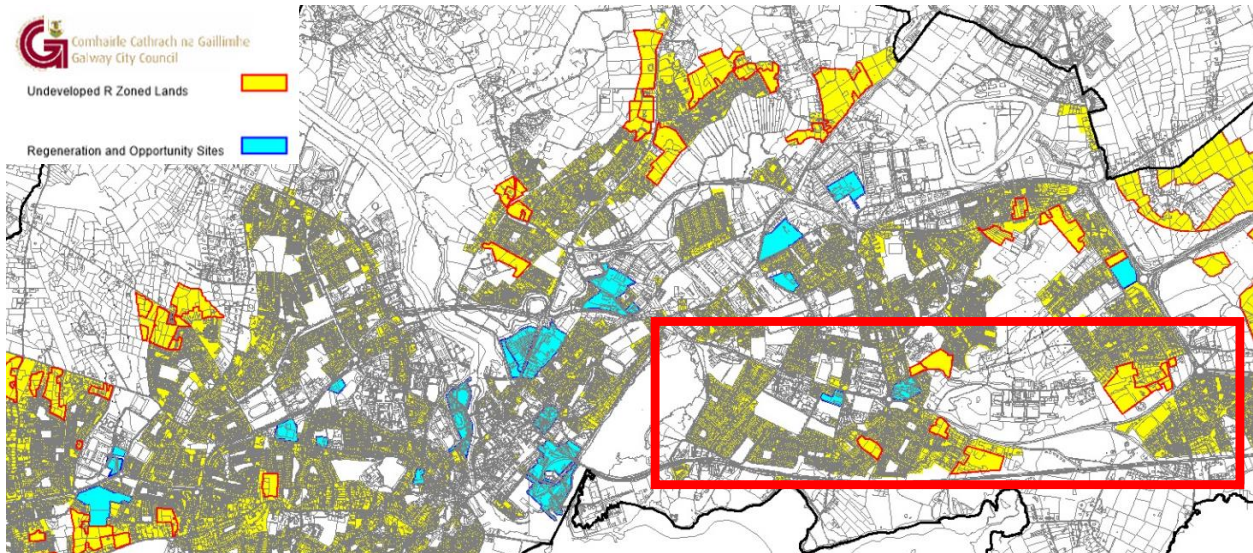 Comhairle Cathrach na Gaillimhe
Galway City Council
Undeveloped R Zoned Lands
Regeneration and Opportunity Sites